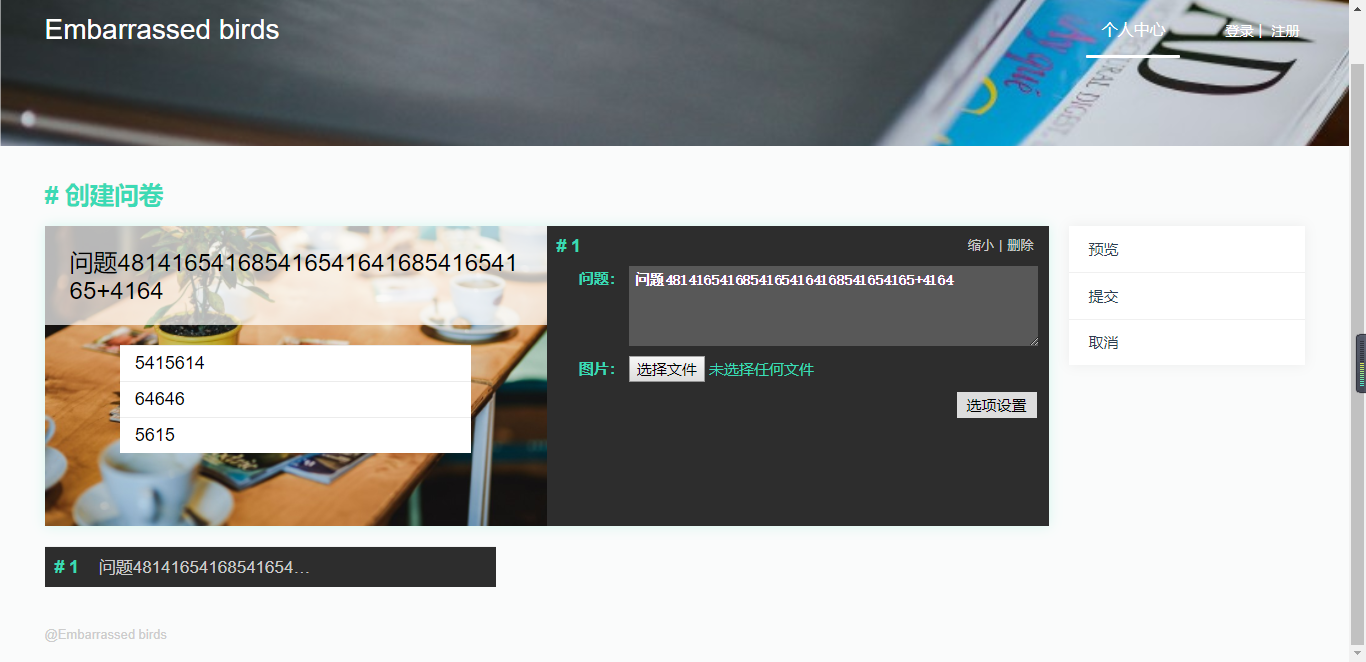 Embarrassed birds
个人中心
登录 | 注册
# 创建问卷
问题48141654168541654164168541654165+4164
5415614
64646
5615
# 1
缩小 | 删除
问题：
问题48141654168541654164168541654165+4164
图片：
选择文件 未选择任何文件
选项设置
预览
提交
取消
# 1 问题48141654168541654...
@Embarrassed birds